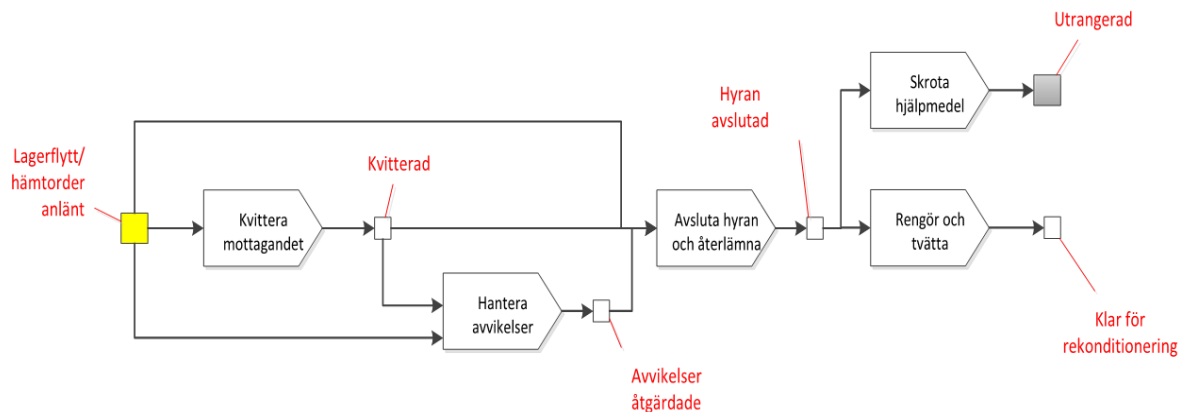 Utrangerad
Skrota
hjälpmedel
Hyran
avslutad
Lagerflytt/
hämtorder
anlänt
Kvitterad
Kvittera
mottagandet
Avsluta hyran
och återlämna
Rengör och
tvätta
Hantera
avvikelser
Klar för
rekonditionering
Avvikelser
åtgärdade